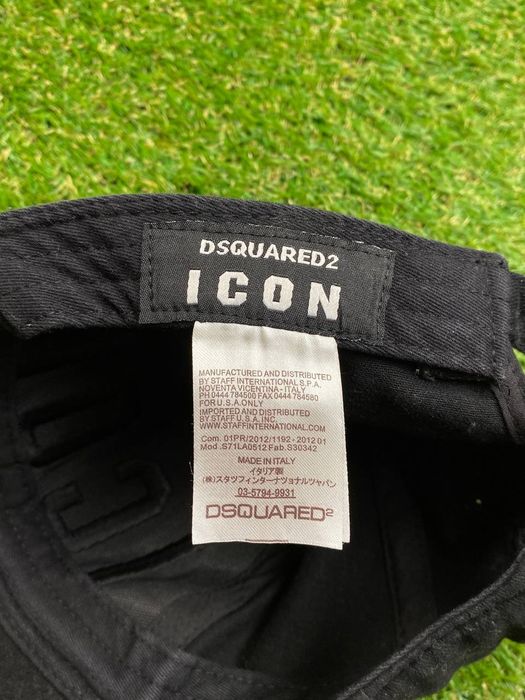 DSQUARED2
ICON
MANUFACTURED AND DISTRIBUTED
BY STAFF INTERNATIONAL S.P.A.
NOVENTA VICENTINA - ITALY
PH 0444 784500 FAX 0444 784580
FOR U.S.A. ONLY
IMPORTED AND DISTRIBUTED
BY STAFF U.S.A. INC.
WWW.STAFFINTERNATIONAL.COM
Com. 01PR/2012/1192 - 2012 01
Mod .S71LA0512 Fab.S30342
MADE IN ITALY
イタリア製
(株)スタッフィンターナツョナルツャパン
03-5794-9931
DSQUARED2